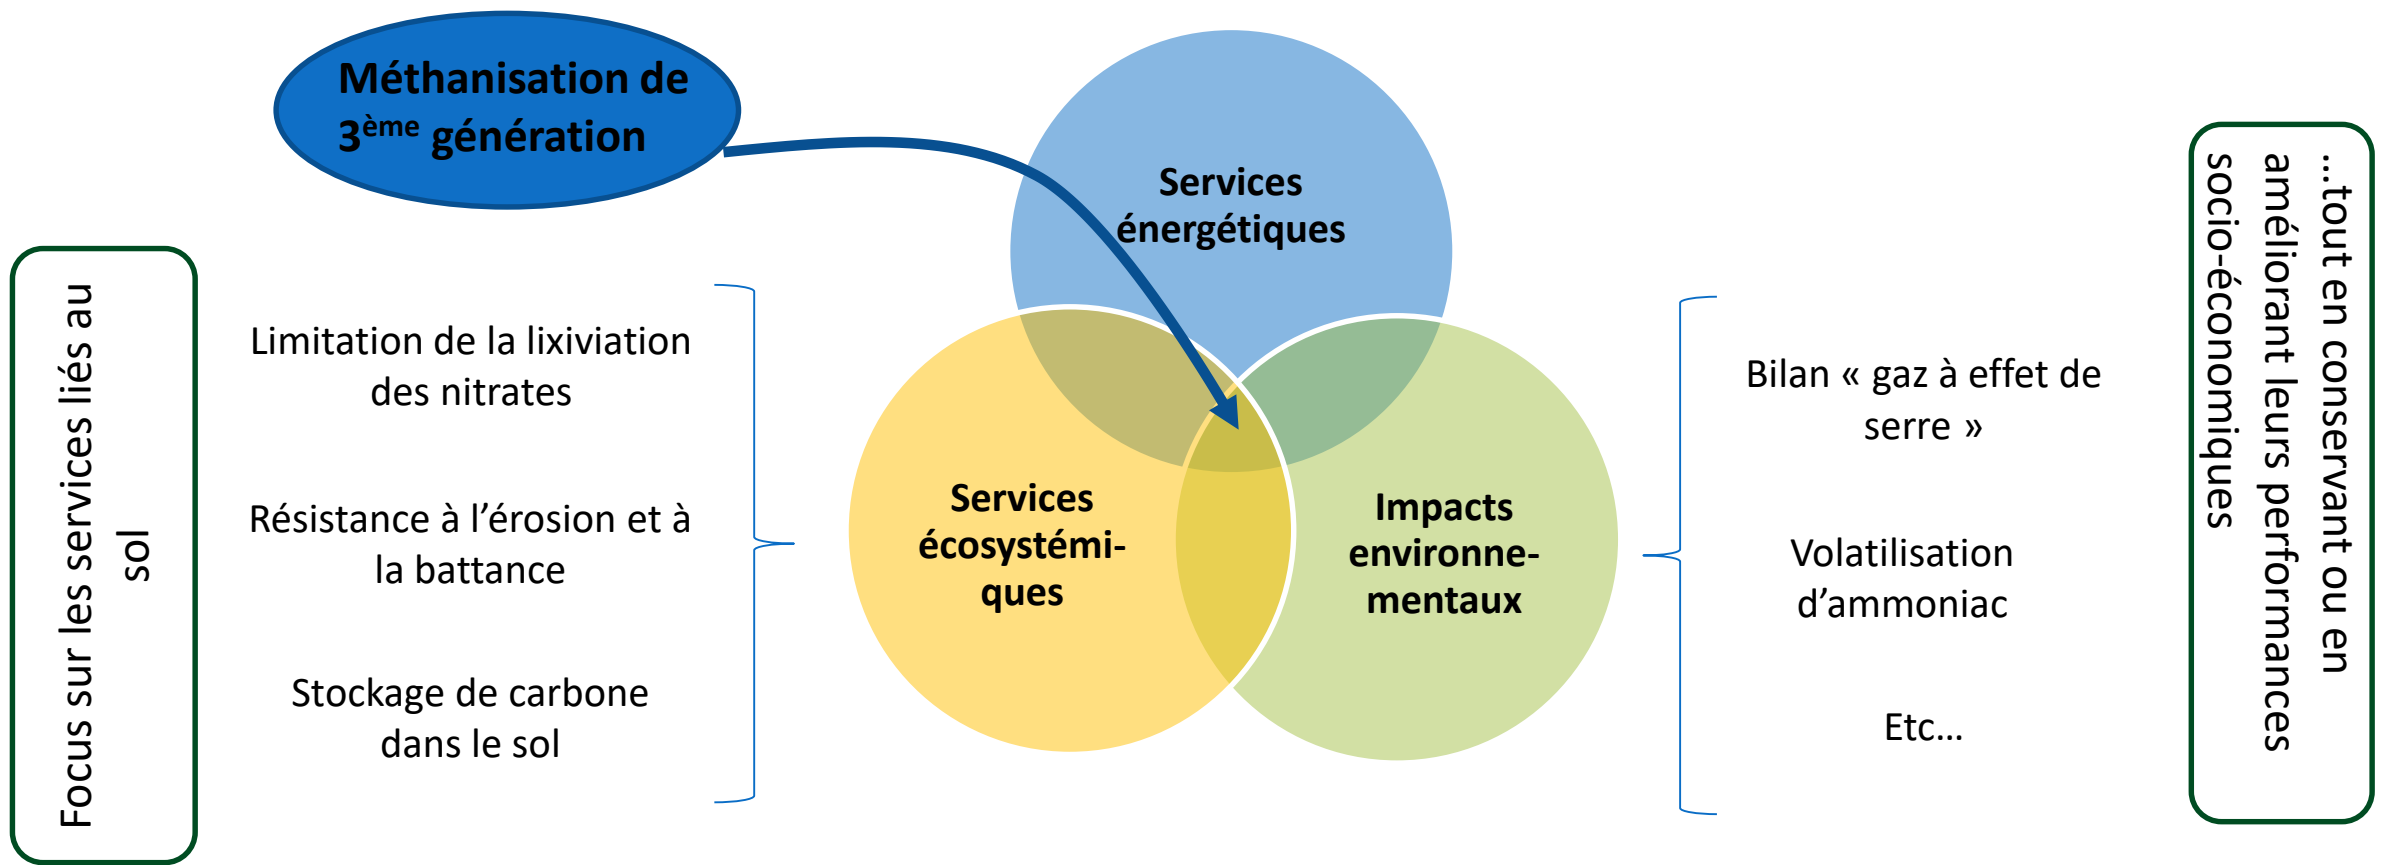 Méthanisation de
3ème génération
Focus sur les services liés au
sol
Limitation de la lixiviation
des nitrates
Résistance à l’érosion et à
la battance
Stockage de carbone
dans le sol
Services
énergétiques
Services
écosystémi-
ques
Impacts
environne-
mentaux
Bilan « gaz à effet de
serre »
Volatilisation
d’ammoniac
Etc…
…tout en conservant ou en
améliorant leurs performances
socio-économiques